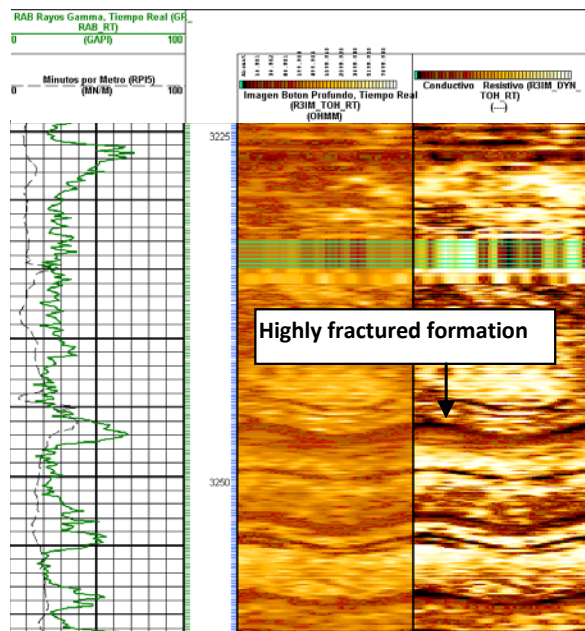 RAB Rayos Gamma, Tiempo Real (GR_
RAB_RT)
0 (GAPI) 100
Minutos por Metro (RPI5)
0 (MN/M) 100
Imagen Boton Profundo, Tiempo Real
(R3IM_TOH_RT)
(OHMM)
Conductivo Resistivo (R3IM_DYN_
TOH_RT)
(---)
3225
Highly fractured formation
3250